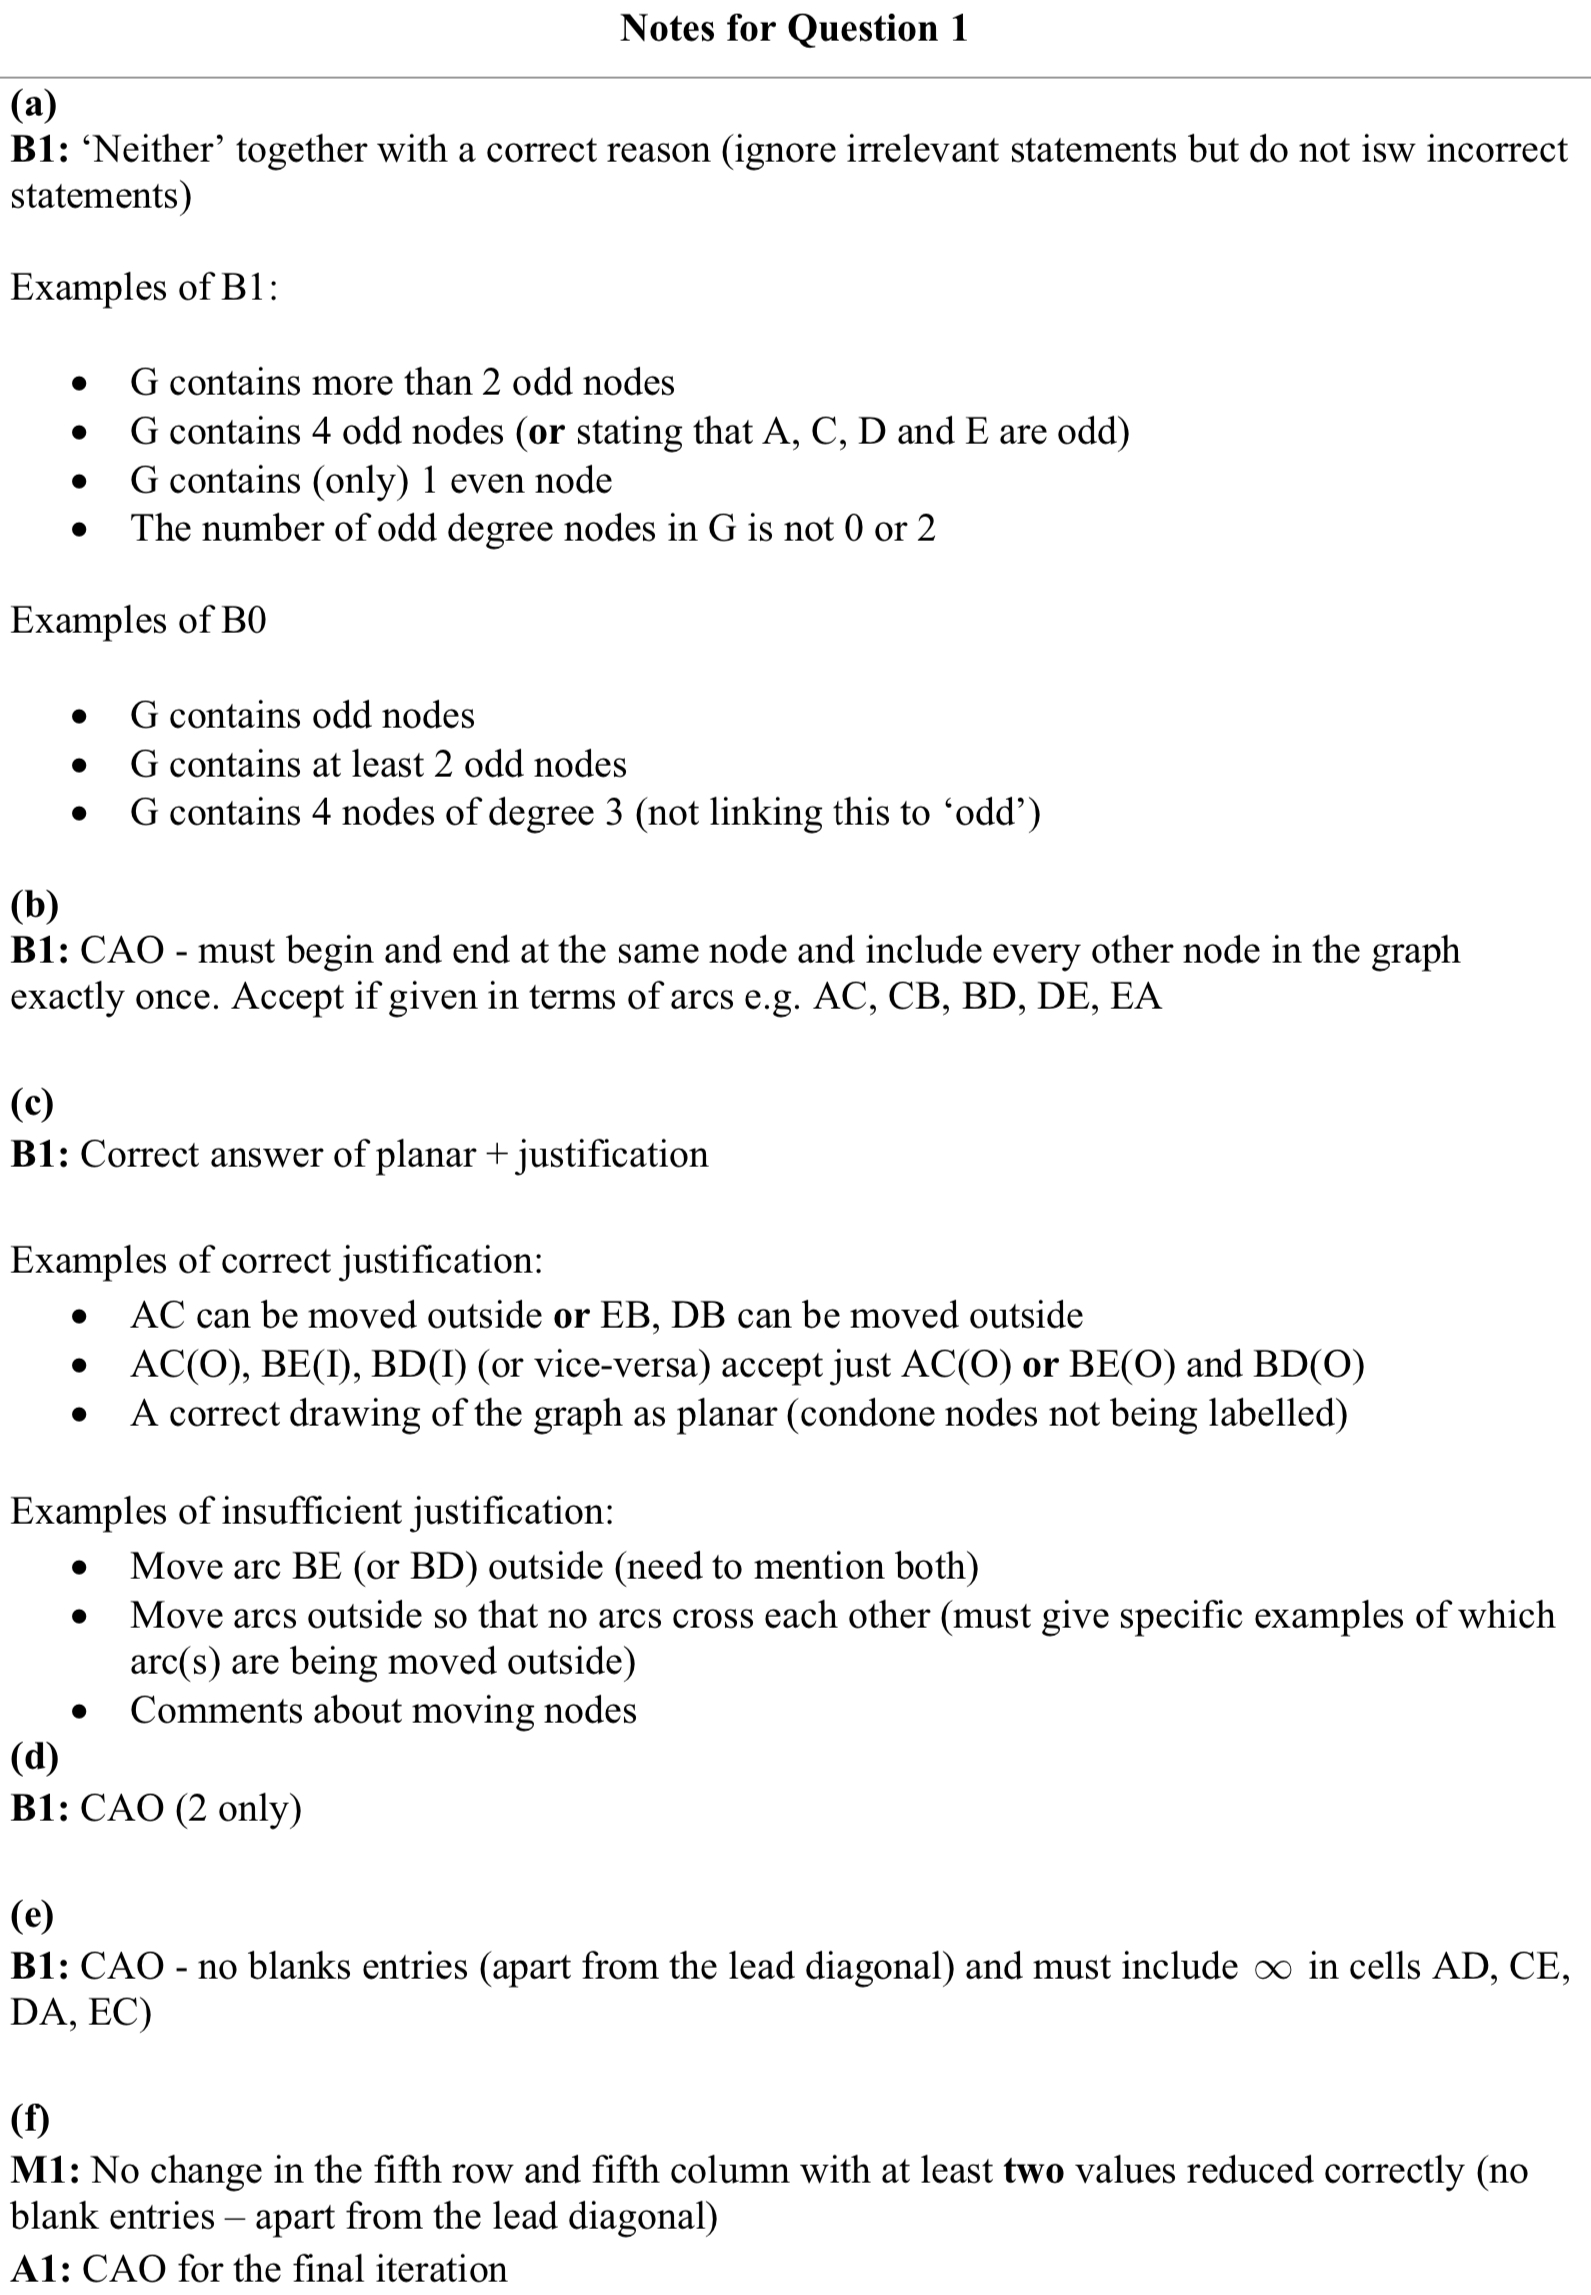 Notes for Question 1
(a)
B1: ‘Neither’ together with a correct reason (ignore irrelevant statements but do not isw incorrect
statements)
Examples of B1:
• G contains more than 2 odd nodes
• G contains 4 odd nodes (or stating that A, C, D and E are odd)
• G contains (only) 1 even node
• The number of odd degree nodes in G is not 0 or 2
Examples of B0
• G contains odd nodes
• G contains at least 2 odd nodes
• G contains 4 nodes of degree 3 (not linking this to ‘odd’)
(b)
B1: CAO - must begin and end at the same node and include every other node in the graph
exactly once. Accept if given in terms of arcs e.g. AC, CB, BD, DE, EA
(c)
B1: Correct answer of planar + justification
Examples of correct justification:
• AC can be moved outside or EB, DB can be moved outside
• AC(O), BE(I), BD(I) (or vice-versa) accept just AC(O) or BE(O) and BD(O)
• A correct drawing of the graph as planar (condone nodes not being labelled)
Examples of insufficient justification:
• Move arc BE (or BD) outside (need to mention both)
• Move arcs outside so that no arcs cross each other (must give specific examples of which
arc(s) are being moved outside)
• Comments about moving nodes
(d)
B1: CAO (2 only)
(e)
B1: CAO - no blanks entries (apart from the lead diagonal) and must include ∞ in cells AD, CE,
DA, EC)
(f)
M1: No change in the fifth row and fifth column with at least two values reduced correctly (no
blank entries – apart from the lead diagonal)
A1: CAO for the final iteration